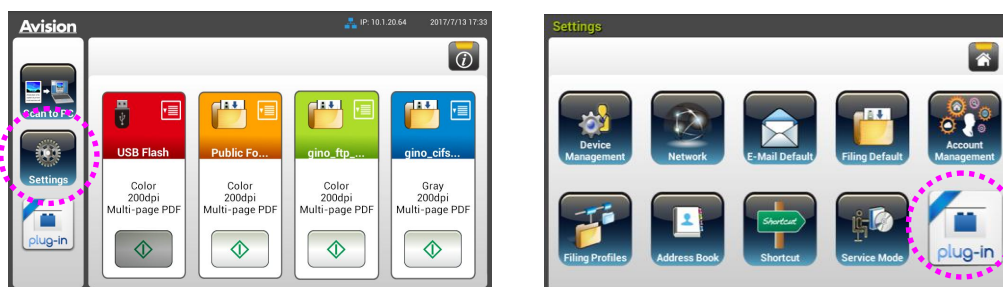 Avision
IP: 10.1.20.64 2017/7/13 17:33
Scan to PC
Settings
plug-in
USB Flash
Color
200dpi
Multi-page PDF
Public Fo...
Color
200dpi
Multi-page PDF
gino_ftp_...
Color
200dpi
Multi-page PDF
gino_cifs...
Gray
200dpi
Multi-page PDF
Settings
Device
Management
Network
E-Mail Default
Filing Default
Account
Management
Filing Profiles
Address Book
Shortcut
Shortcut
Service Mode
plug-in